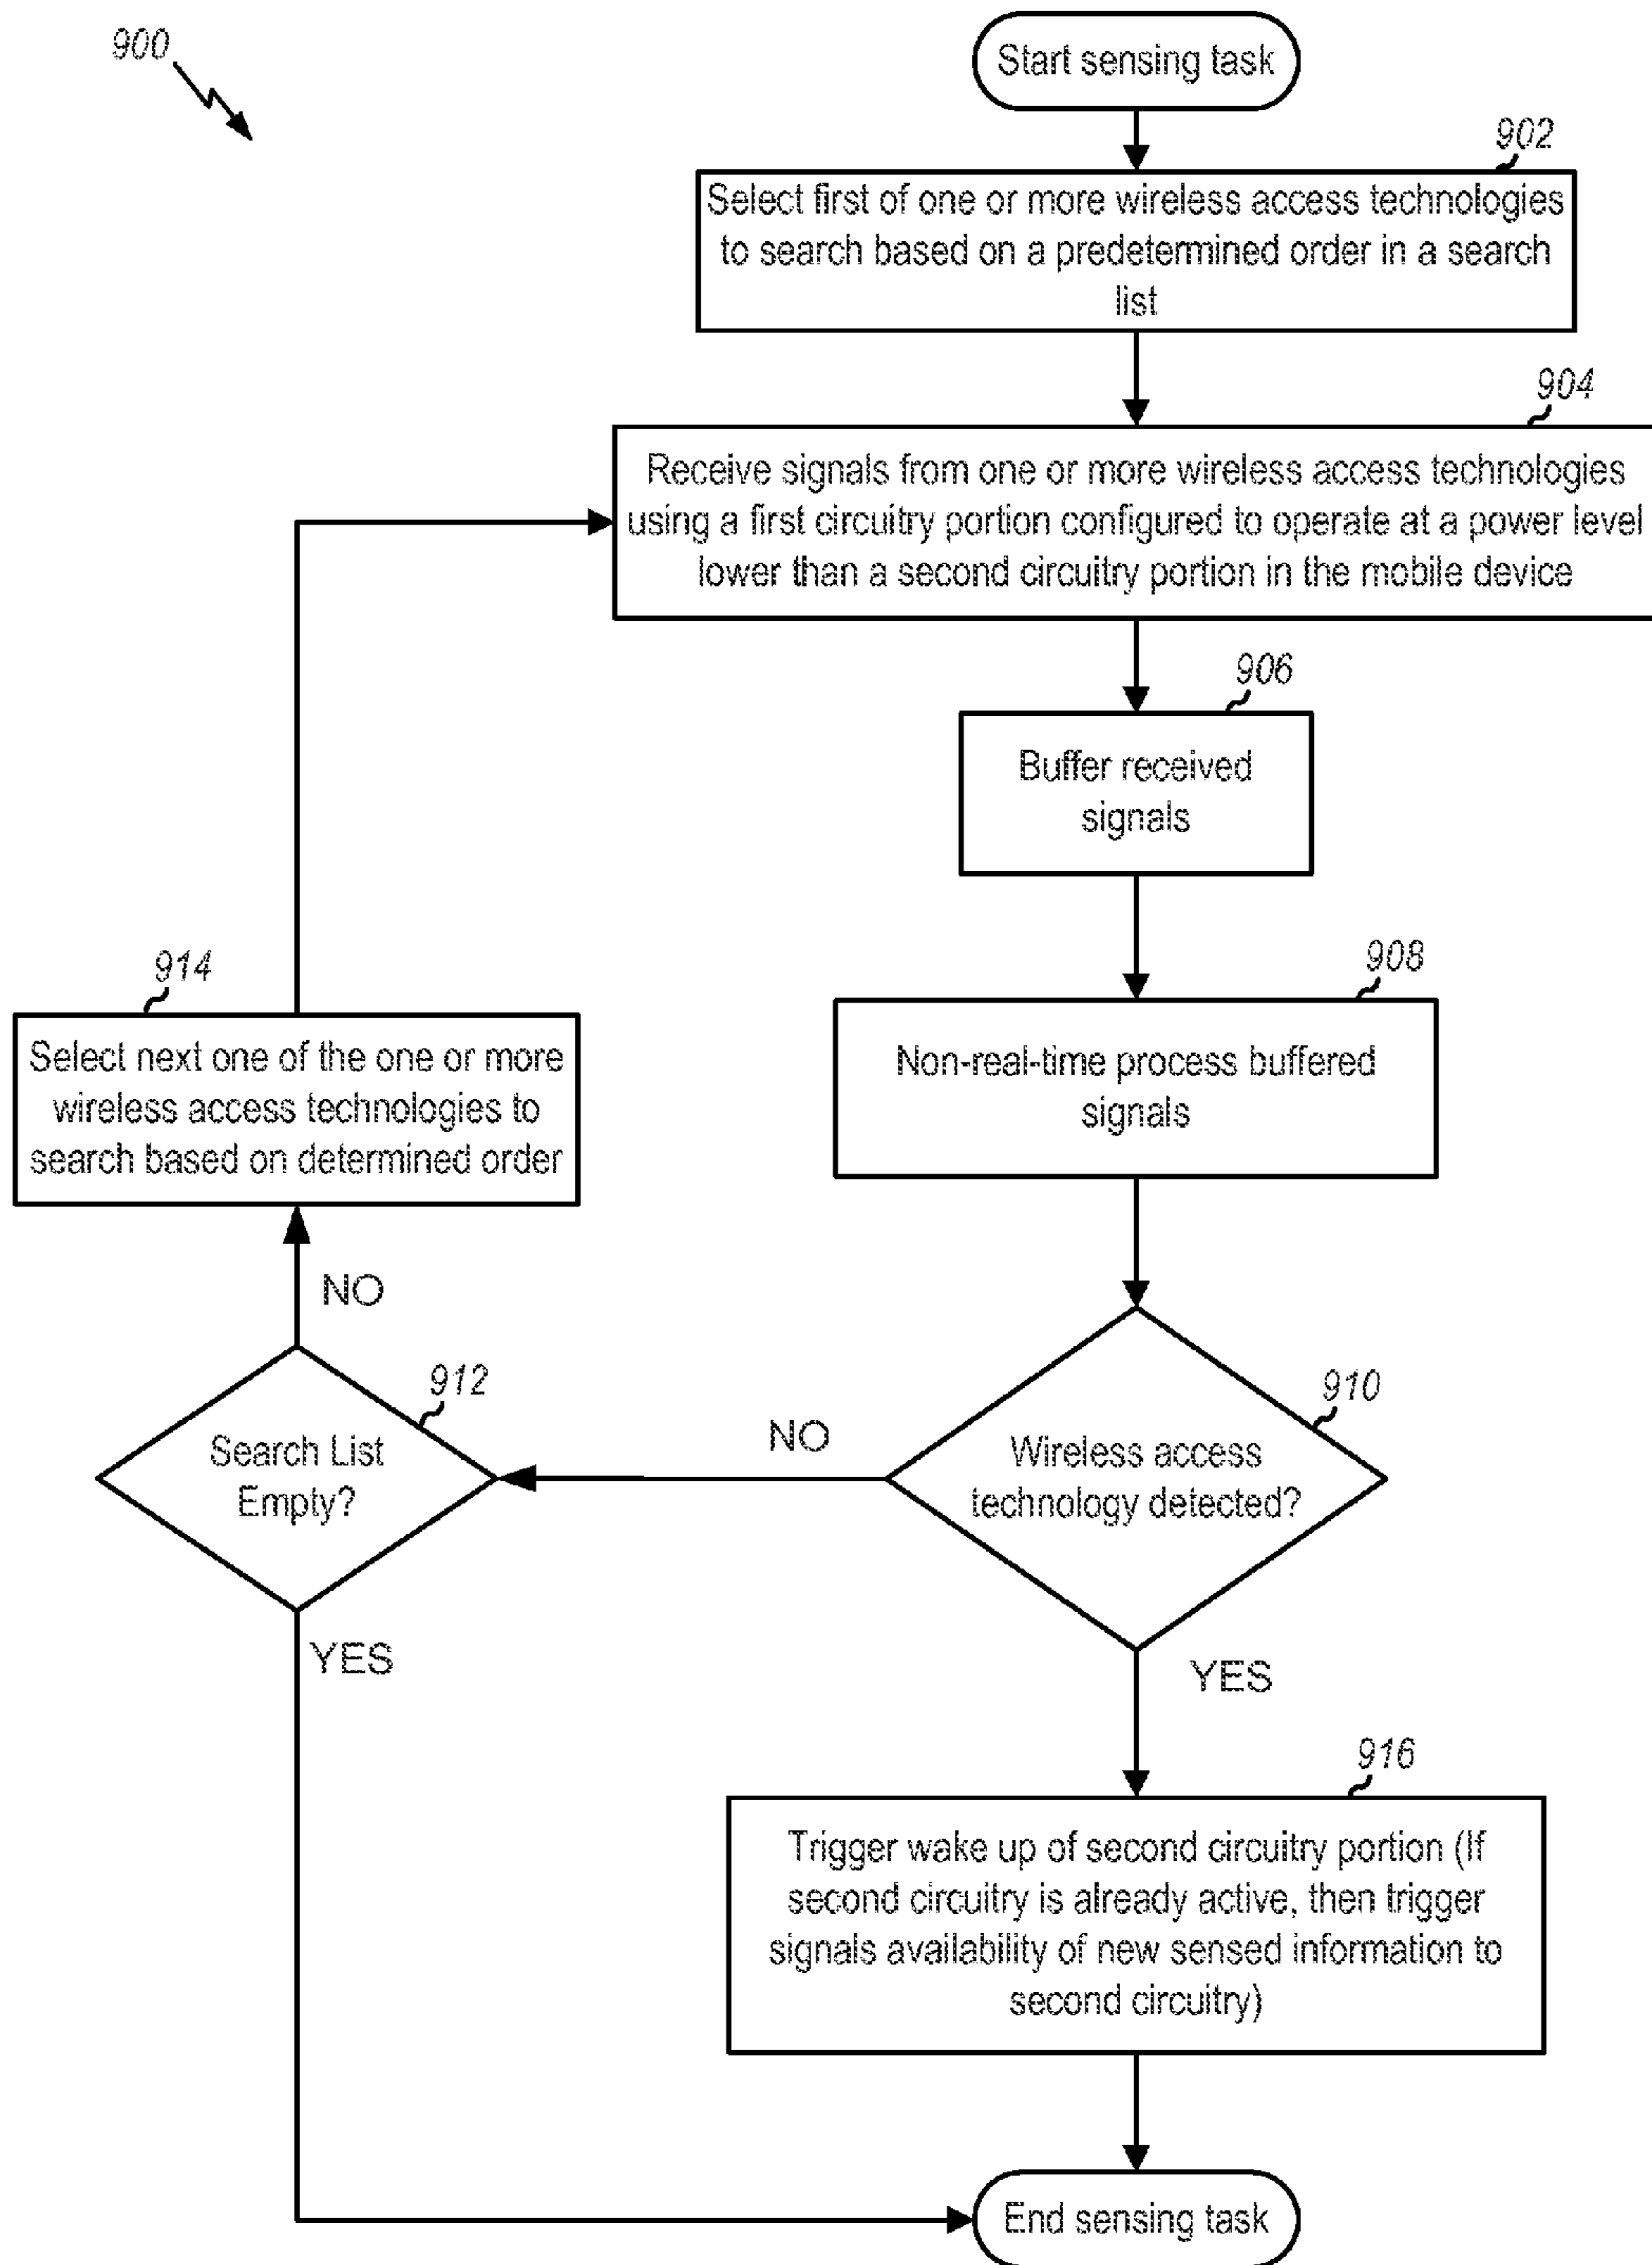 900
Start sensing task
902
Select first of one or more wireless access technologies
to search based on a predetermined order in a search
list
904
Receive signals from one or more wireless access technologies
using a first circuitry portion configured to operate at a power level
lower than a second circuitry portion in the mobile device
906
Buffer received
signals
908
Non-real-time process buffered
signals
914
Select next one of the one or more
wireless access technologies to
search based on determined order
NO
912
Search List
Empty?
YES
NO
910
Wireless access
technology detected?
YES
916
Trigger wake up of second circuitry portion (If
second circuitry is already active, then trigger
signals availability of new sensed information to
second circuitry)
End sensing task